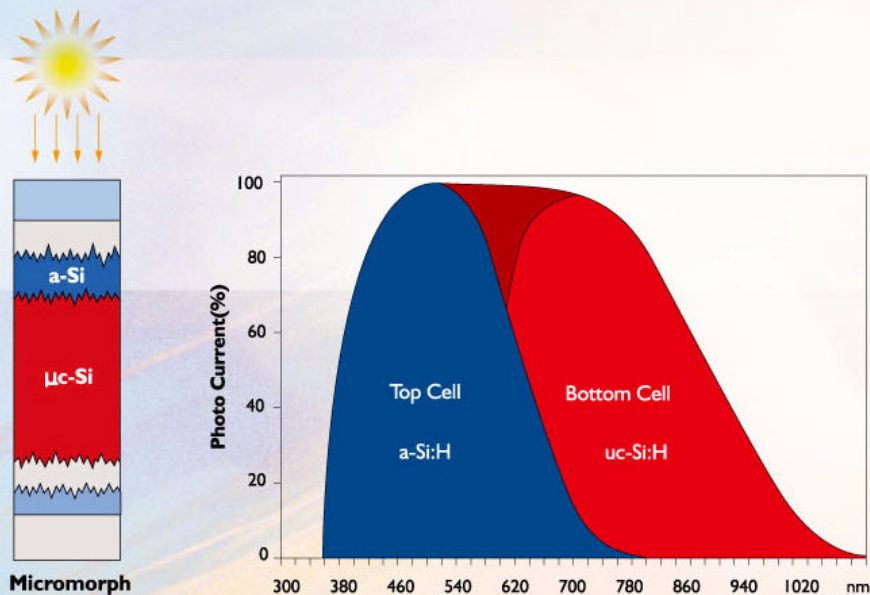 a-Si
μc-Si
Micromorph
Photo Current(%)
100
80
60
40
20
0
Top Cell
a-Si:H
Bottom Cell
uc-Si:H
300 380 460 540 620 700 780 860 940 1020 nm